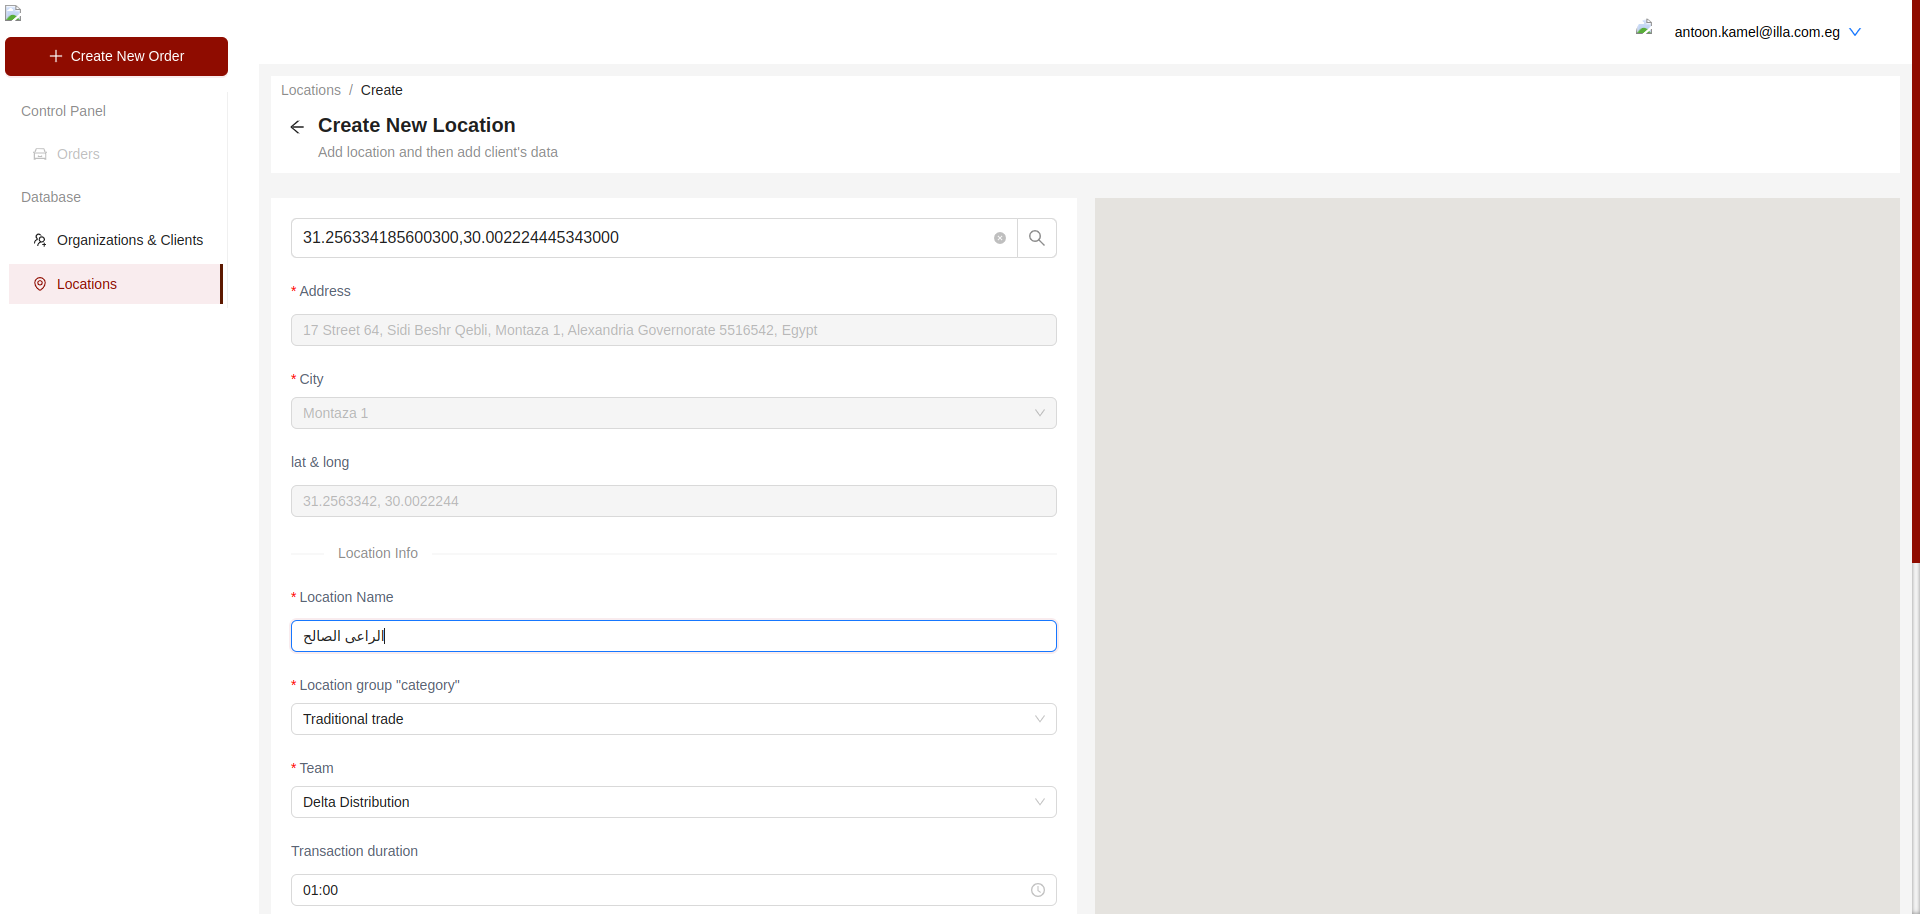 Create New Order
antoon.kamel@illa.com.eg
Control Panel
Orders
Database
Organizations & Clients
Locations
Locations / Create
Create New Location
Add location and then add client's data
31.256334185600300,30.002224445343000
* Address
17 Street 64, Sidi Beshr Qebli, Montaza 1, Alexandria Governorate 5516542, Egypt
* City
Montaza 1
lat & long
31.2563342, 30.0022244
Location Info
* Location Name
الراعى الصالح
* Location group "category"
Traditional trade
* Team
Delta Distribution
Transaction duration
01:00